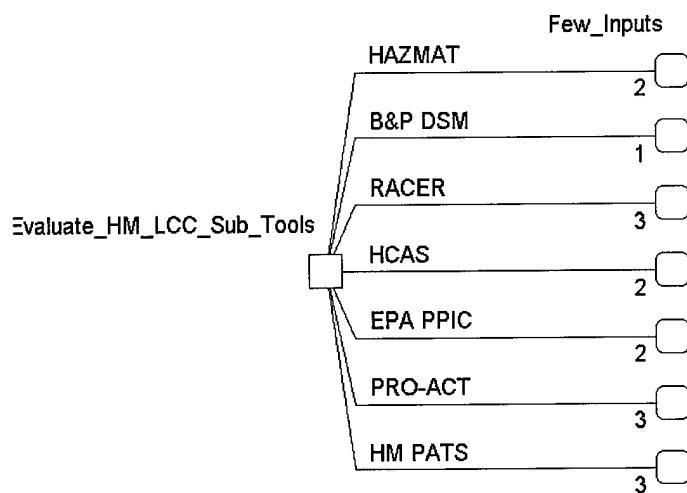 Few_Inputs
HAZMAT
2
B&P DSM
1
RACER
3
Evaluate_HM_LCC_Sub_Tools
HCAS
2
EPA PPIC
2
PRO-ACT
3
HM PATS
3